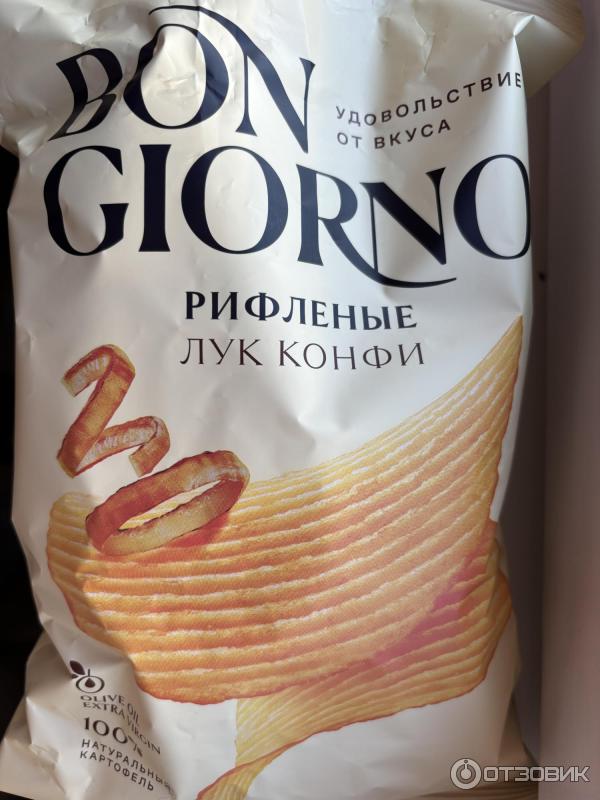 BON
GIORNO
УДОВОЛЬСТВИЕ
ОТ ВКУСА
РИФЛЕНЫЕ
ЛУК КОНФИ
OLIVE OIL
EXTRA VIRGIN
100%
НАТУРАЛЬНЫЙ
КАРТОФЕЛЬ
ОТЗОВИК